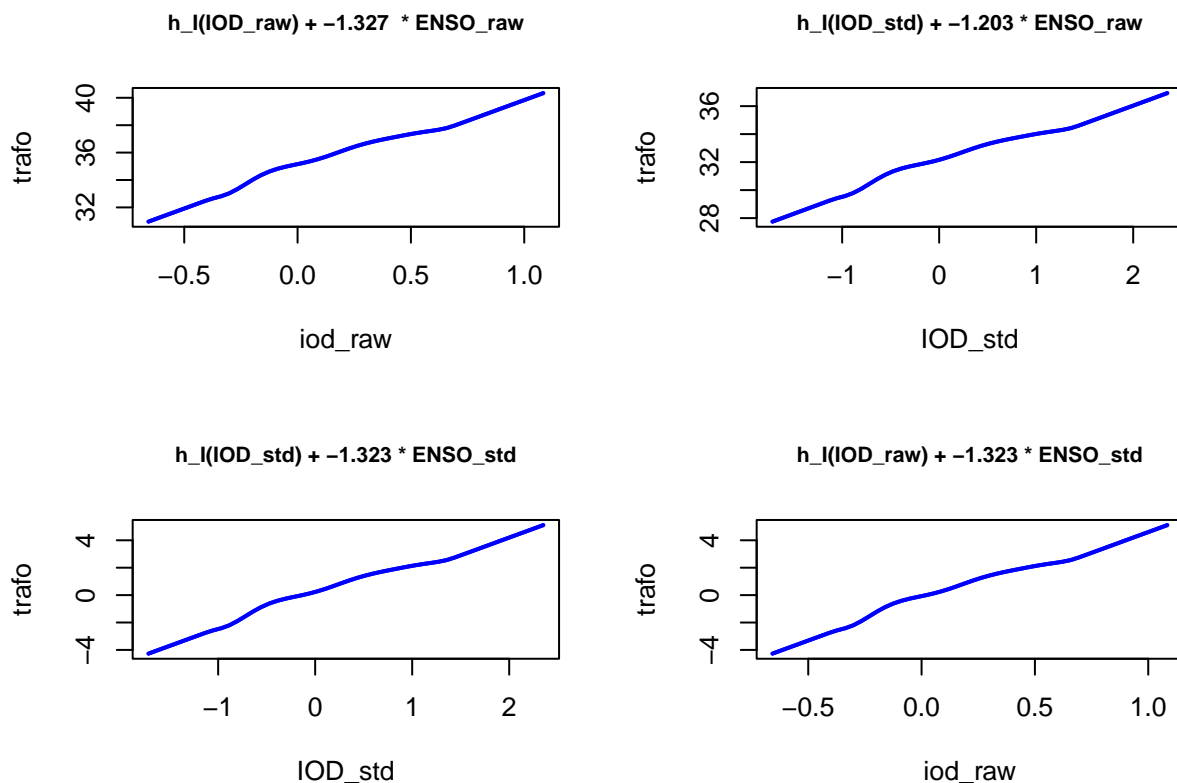 h_I(IOD_raw) + −1.327  * ENSO_raw
trafo
32
36
40
−0.5
0.0
0.5
1.0
iod_raw
h_I(IOD_std) + −1.203 * ENSO_raw
trafo
28
32
36
−1
0
1
2
IOD_std
h_I(IOD_std) + −1.323 * ENSO_std
trafo
−4
0
4
−1
0
1
2
IOD_std
h_I(IOD_raw) + −1.323 * ENSO_std
trafo
−4
0
4
−0.5
0.0
0.5
1.0
iod_raw